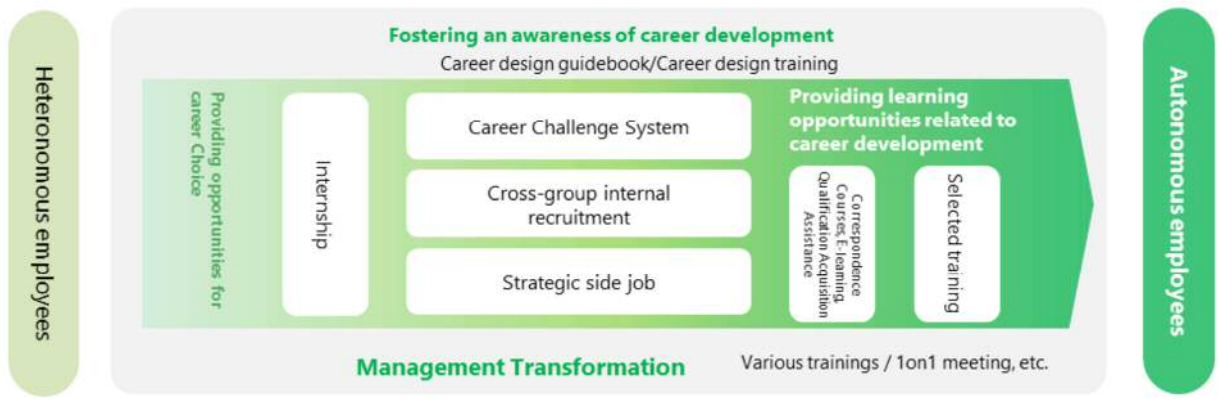 Heteronomous employees
Fostering an awareness of career development
Career design guidebook/Career design training
Providing opportunities for
career Choice
Internship
Career Challenge System
Cross-group internal
recruitment
Strategic side job
Providing learning
opportunities related to
career development
Correspondence
Courses, E-learning,
Qualification Acquisition
Assistance
Selected training
Management Transformation
Various trainings / 1on1 meeting, etc.
Autonomous employees